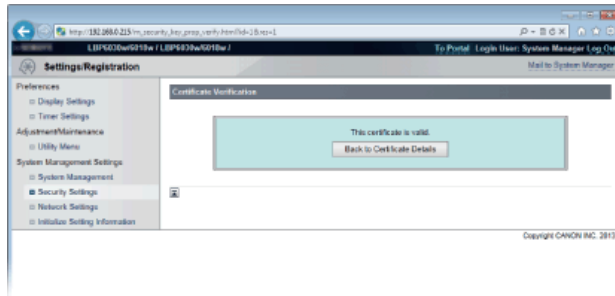 http://192.168.0.215/m_security_key_prop_verify.html?id=2&res=1
LBP6030w/6018w / LBP6030w/6018w /
To Portal Login User: System Manager Log Ou
Settings/Registration
Mail to System Manager
Preferences
Display Settings
Timer Settings
Adjustment/Maintenance
Utility Menu
System Management Settings
System Management
Security Settings
Network Settings
Initialize Setting Information
Certificate Verification
This certificate is valid.
Back to Certificate Details
Copyright CANON INC. 2013